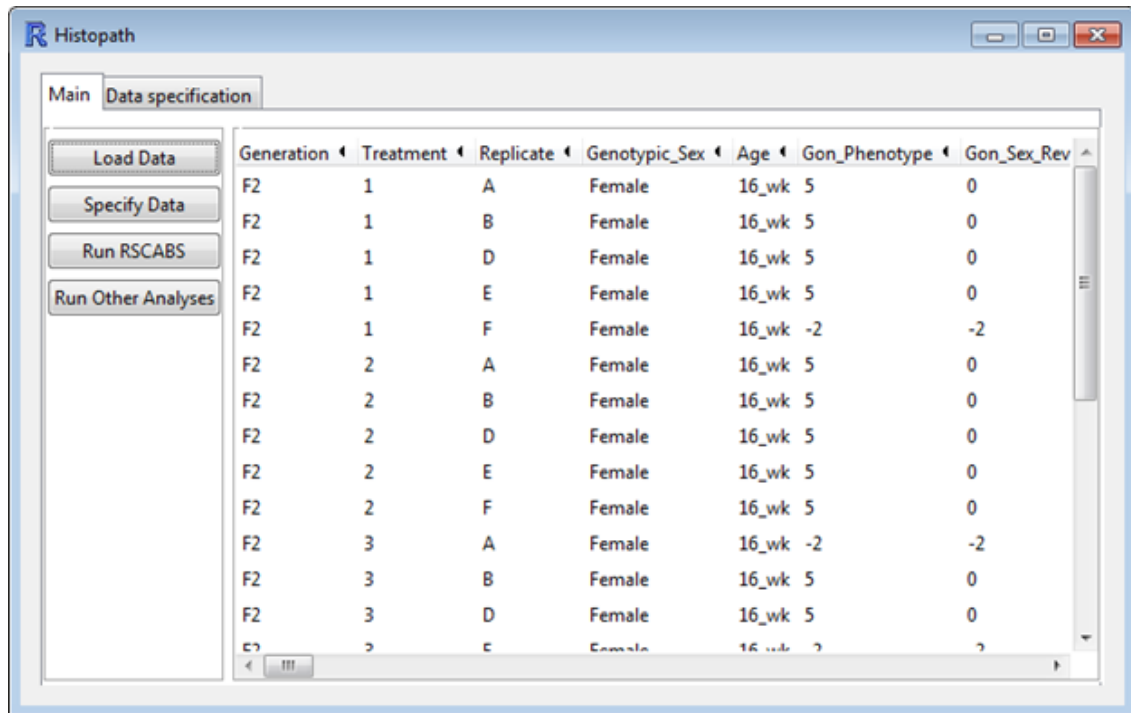 Histopath
Main Data specification
Load Data
Specify Data
Run RSCABS
Run Other Analyses
Generation Treatment Replicate Genotypic_Sex Age Gon_Phenotype Gon_Sex_Rev
F2 1 A Female 16_wk 5 0
F2 1 B Female 16_wk 5 0
F2 1 D Female 16_wk 5 0
F2 1 E Female 16_wk 5 0
F2 1 F Female 16_wk -2 -2
F2 2 A Female 16_wk 5 0
F2 2 B Female 16_wk 5 0
F2 2 D Female 16_wk 5 0
F2 2 E Female 16_wk 5 0
F2 2 F Female 16_wk 5 0
F2 3 A Female 16_wk -2 -2
F2 3 B Female 16_wk 5 0
F2 3 D Female 16_wk 5 0